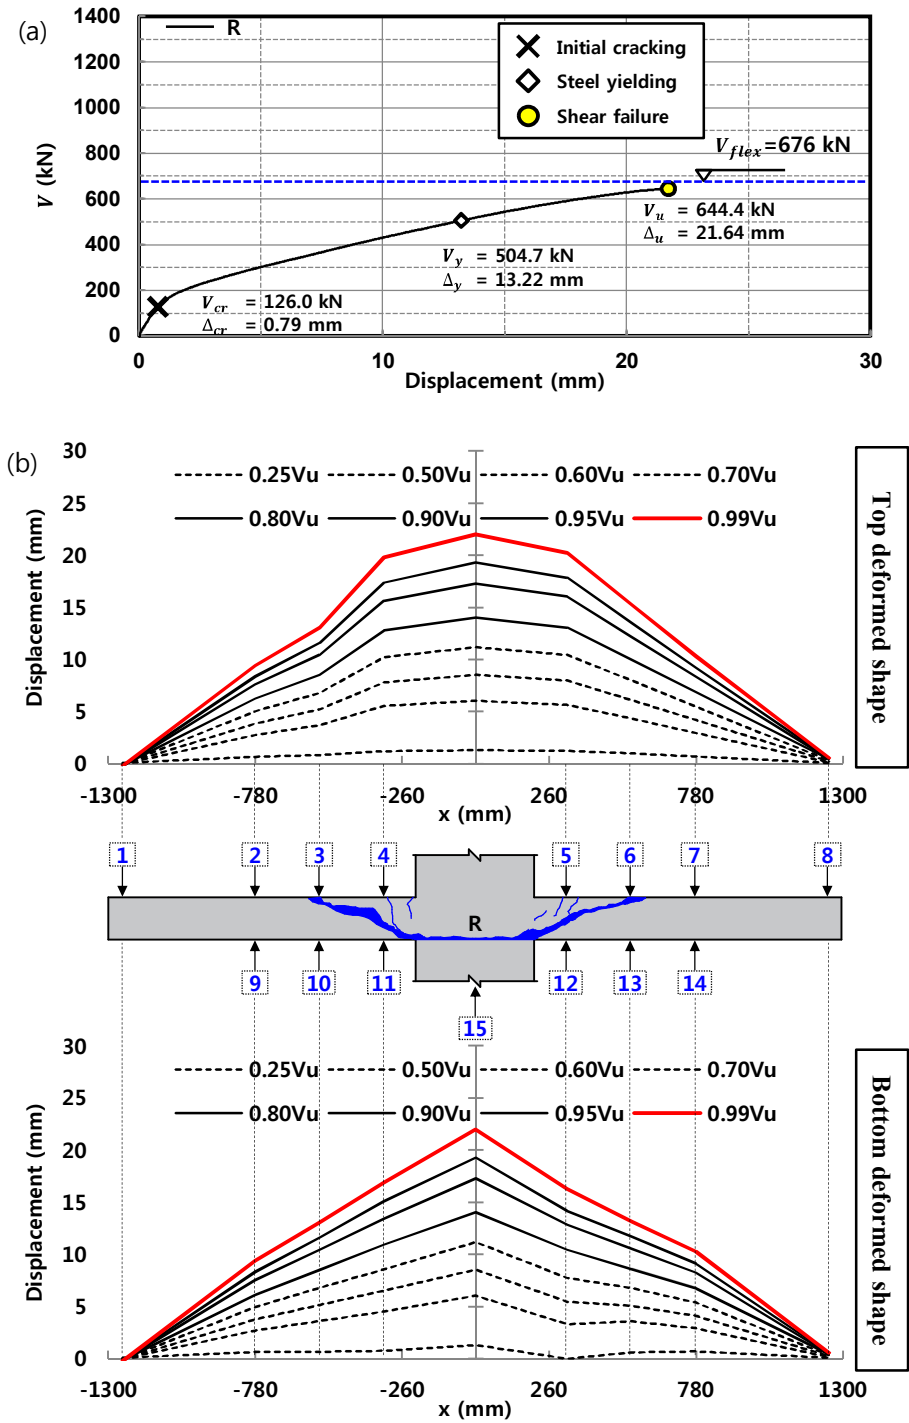 (a)
1400
1200
1000
800
600
400
200
0
V (kN)
R
Initial cracking
Steel yielding
Shear failure
V_flex=676 kN
V_u = 644.4 kN
Δ_u = 21.64 mm
V_y = 504.7 kN
Δ_y = 13.22 mm
V_cr = 126.0 kN
Δ_cr = 0.79 mm
0 10 20 30
Displacement (mm)
(b)
30
25
20
15
10
5
0
Displacement (mm)
0.25Vu 0.50Vu 0.60Vu 0.70Vu
0.80Vu 0.90Vu 0.95Vu 0.99Vu
Top deformed shape
-1300 -780 -260 260 780 1300
x (mm)
1 2 3 4 5 6 7 8
R
9 10 11 12 13 14
15
30
25
20
15
10
5
0
Displacement (mm)
0.25Vu 0.50Vu 0.60Vu 0.70Vu
0.80Vu 0.90Vu 0.95Vu 0.99Vu
Bottom deformed shape
-1300 -780 -260 260 780 1300
x (mm)